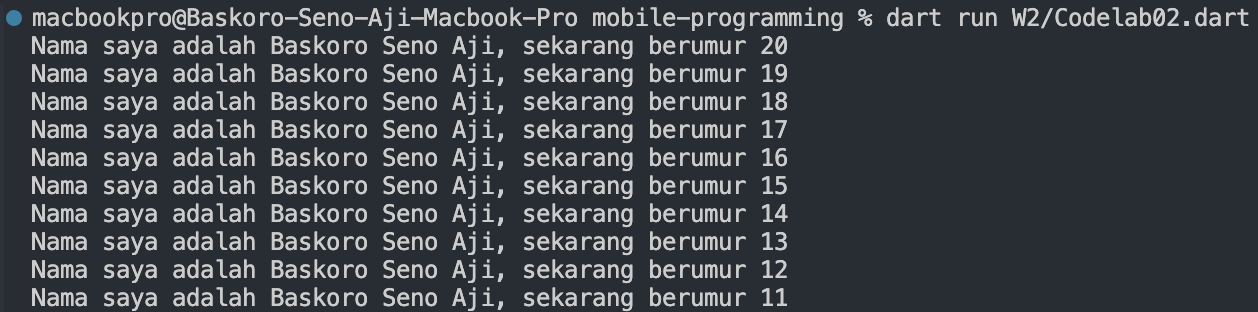 macbookpro@Baskoro-Seno-Aji-Macbook-Pro mobile-programming % dart run W2/Codelab02.dart
Nama saya adalah Baskoro Seno Aji, sekarang berumur 20
Nama saya adalah Baskoro Seno Aji, sekarang berumur 19
Nama saya adalah Baskoro Seno Aji, sekarang berumur 18
Nama saya adalah Baskoro Seno Aji, sekarang berumur 17
Nama saya adalah Baskoro Seno Aji, sekarang berumur 16
Nama saya adalah Baskoro Seno Aji, sekarang berumur 15
Nama saya adalah Baskoro Seno Aji, sekarang berumur 14
Nama saya adalah Baskoro Seno Aji, sekarang berumur 13
Nama saya adalah Baskoro Seno Aji, sekarang berumur 12
Nama saya adalah Baskoro Seno Aji, sekarang berumur 11